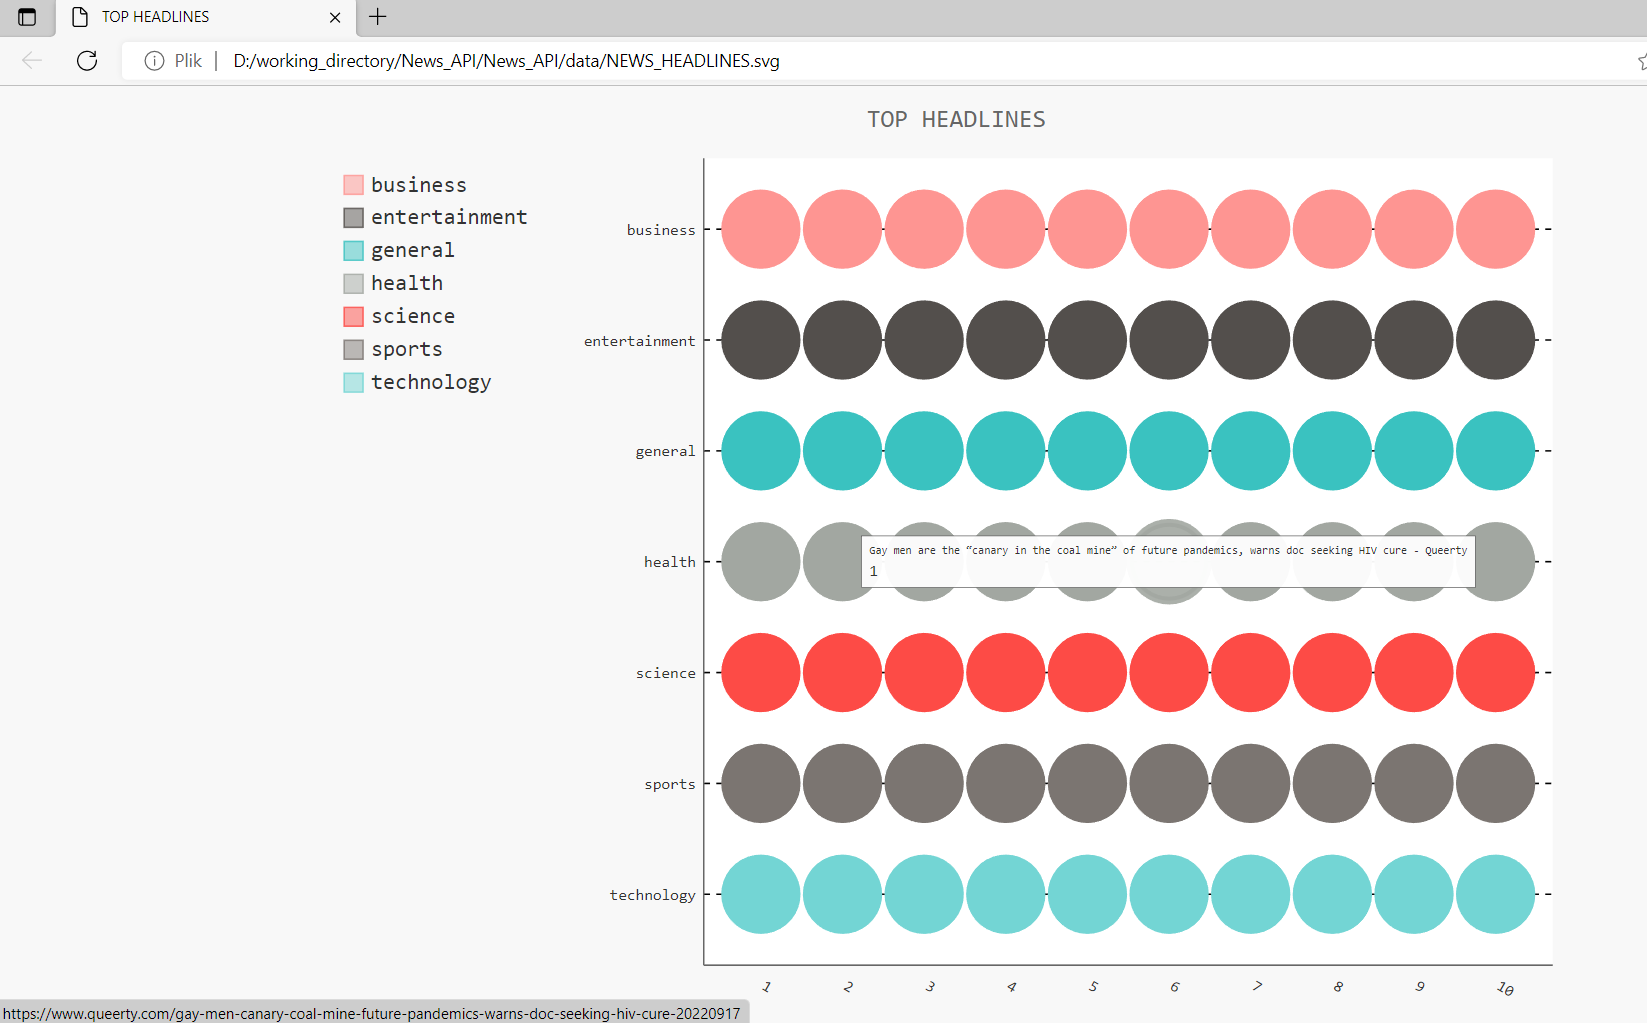 TOP HEADLINES
Plik
D:/working_directory/News_API/News_API/data/NEWS_HEADLINES.svg
TOP HEADLINES
business
entertainment
general
health
science
sports
technology
business
entertainment
general
health
Gay men are the “canary in the coal mine” of future pandemics, warns doc seeking HIV cure - Queerty
1
science
sports
technology
1 2 3 4 5 6 7 8 9 10
https://www.queerty.com/gay-men-canary-coal-mine-future-pandemics-warns-doc-seeking-hiv-cure-20220917